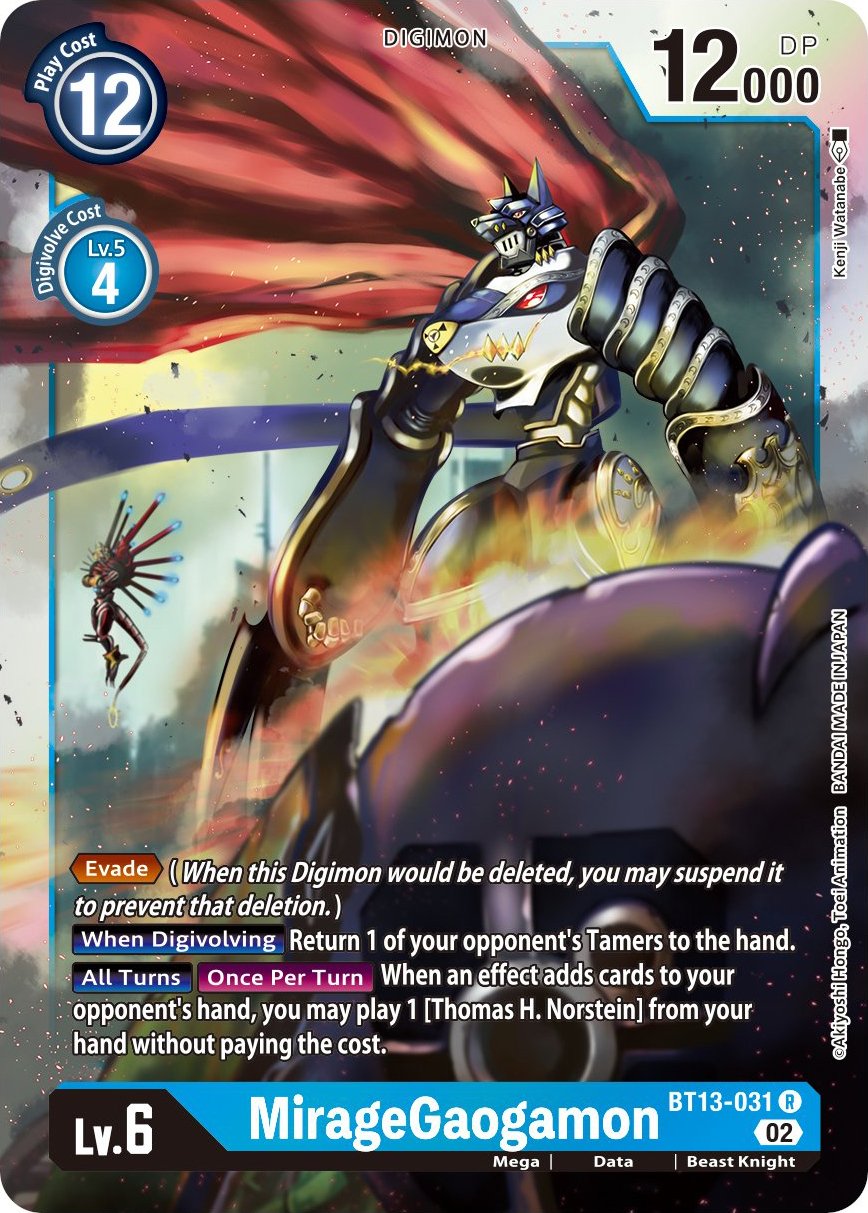 DIGIMON
Play Cost
12
12000
DP
Digivolve Cost
Lv.5
4
Kenji Watanabe
Evade (When this Digimon would be deleted, you may suspend it
to prevent that deletion.)
When Digivolving Return 1 of your opponent's Tamers to the hand.
All Turns Once Per Turn When an effect adds cards to your
opponent's hand, you may play 1 [Thomas H. Norstein] from your
hand without paying the cost.
©Akiyoshi Hongo, Toei Animation BANDAI MADE IN JAPAN
Lv.6
MirageGaogamon
BT13-031 R
02
Mega | Data | Beast Knight